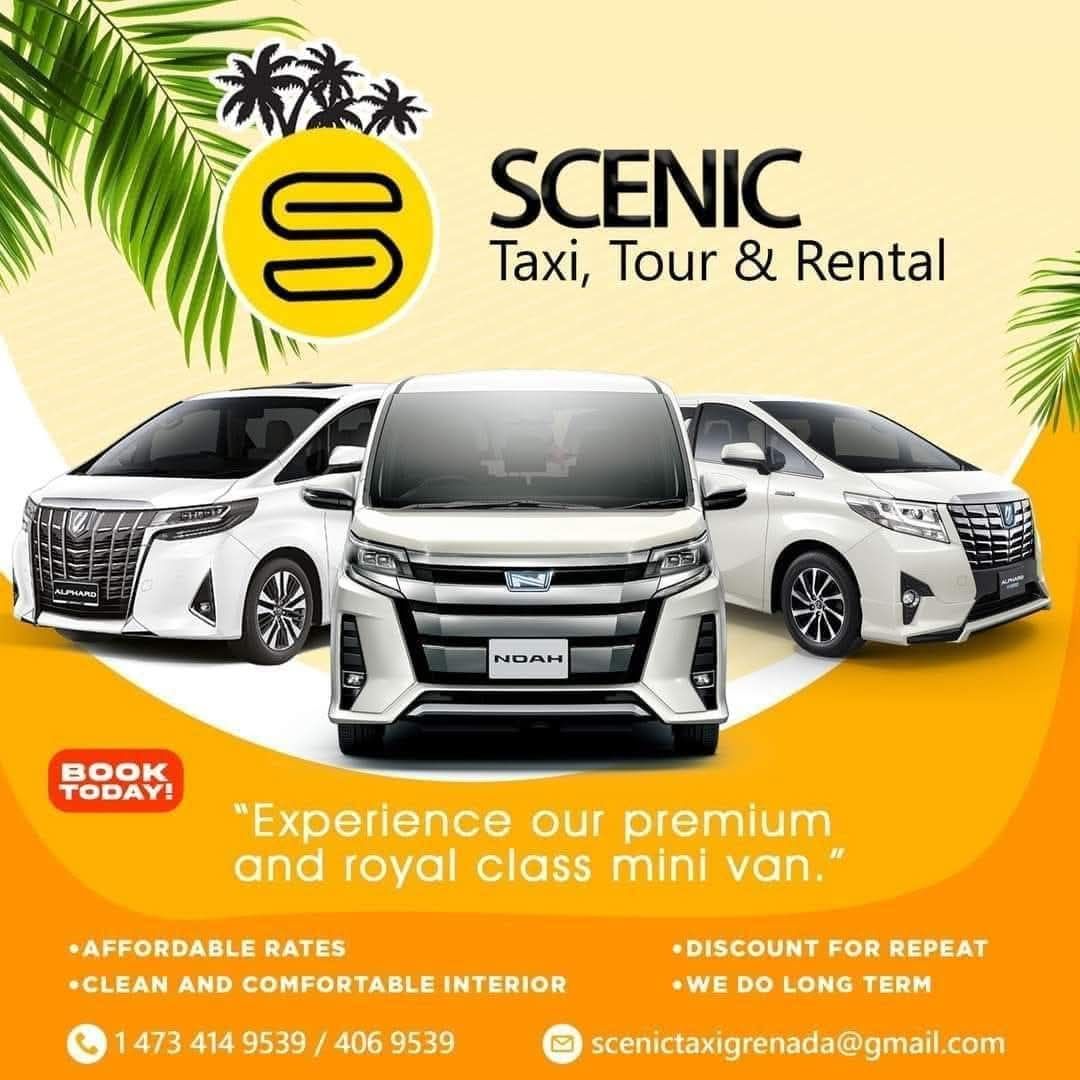 SCENIC
Taxi, Tour & Rental
ALPHARD
NOAH
ALPHARD
BOOK
TODAY!
"Experience our premium
and royal class mini van."
•AFFORDABLE RATES
•CLEAN AND COMFORTABLE INTERIOR
•DISCOUNT FOR REPEAT
•WE DO LONG TERM
1 473 414 9539 / 406 9539
scenictaxigrenada@gmail.com